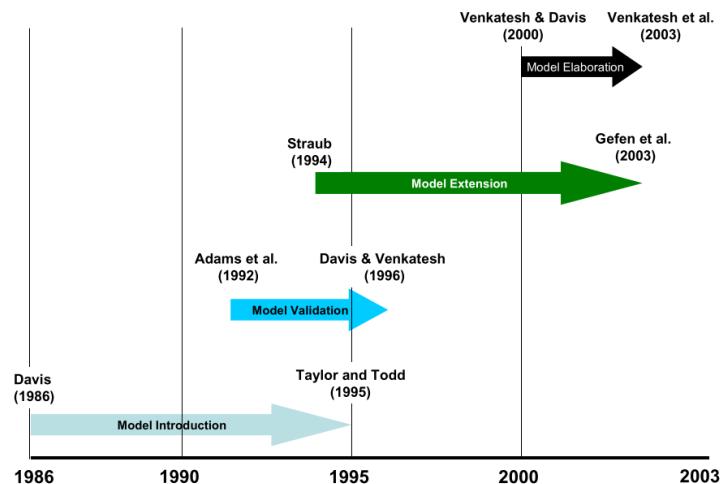 Venkatesh & Davis
(2000)
Venkatesh et al.
(2003)
Model Elaboration
Straub
(1994)
Gefen et al.
(2003)
Model Extension
Adams et al.
(1992)
Davis & Venkatesh
(1996)
Model Validation
Davis
(1986)
Taylor and Todd
(1995)
Model Introduction
1986
1990
1995
2000
2003